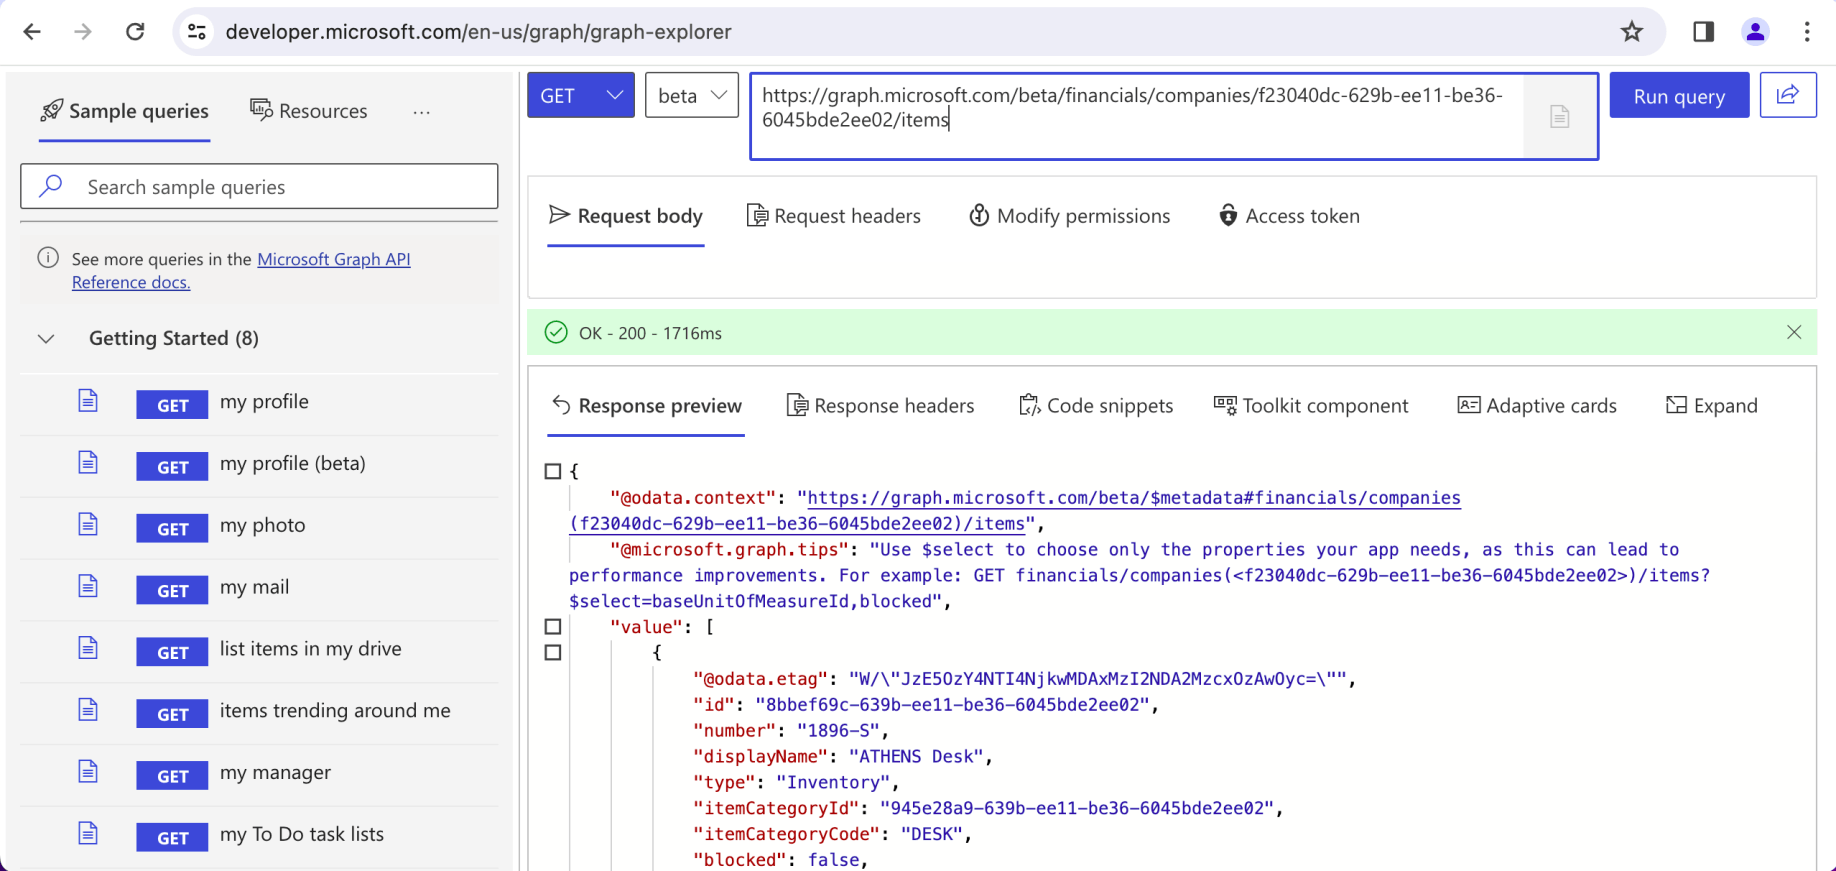 developer.microsoft.com/en-us/graph/graph-explorer
Sample queries
Resources
...
Search sample queries
See more queries in the Microsoft Graph API
Reference docs.
Getting Started (8)
GET my profile
GET my profile (beta)
GET my photo
GET my mail
GET list items in my drive
GET items trending around me
GET my manager
GET my To Do task lists
GET
beta
https://graph.microsoft.com/beta/financials/companies/f23040dc-629b-ee11-be36-
6045bde2ee02/items
Run query
Request body
Request headers
Modify permissions
Access token
OK - 200 - 1716ms
Response preview
Response headers
Code snippets
Toolkit component
Adaptive cards
Expand
{
"@odata.context": "https://graph.microsoft.com/beta/$metadata#financials/companies
(f23040dc-629b-ee11-be36-6045bde2ee02)/items",
"@microsoft.graph.tips": "Use $select to choose only the properties your app needs, as this can lead to
performance improvements. For example: GET financials/companies(<f23040dc-629b-ee11-be36-6045bde2ee02>)/items?
$select=baseUnitOfMeasureId,blocked",
"value": [
{
"@odata.etag": "W/\"JzE5OzY4NTI4NjkwMDAxMzI2NDA2MzcxOzAwOyc=\"",
"id": "8bbef69c-639b-ee11-be36-6045bde2ee02",
"number": "1896-S",
"displayName": "ATHENS Desk",
"type": "Inventory",
"itemCategoryId": "945e28a9-639b-ee11-be36-6045bde2ee02",
"itemCategoryCode": "DESK",
"blocked": false,